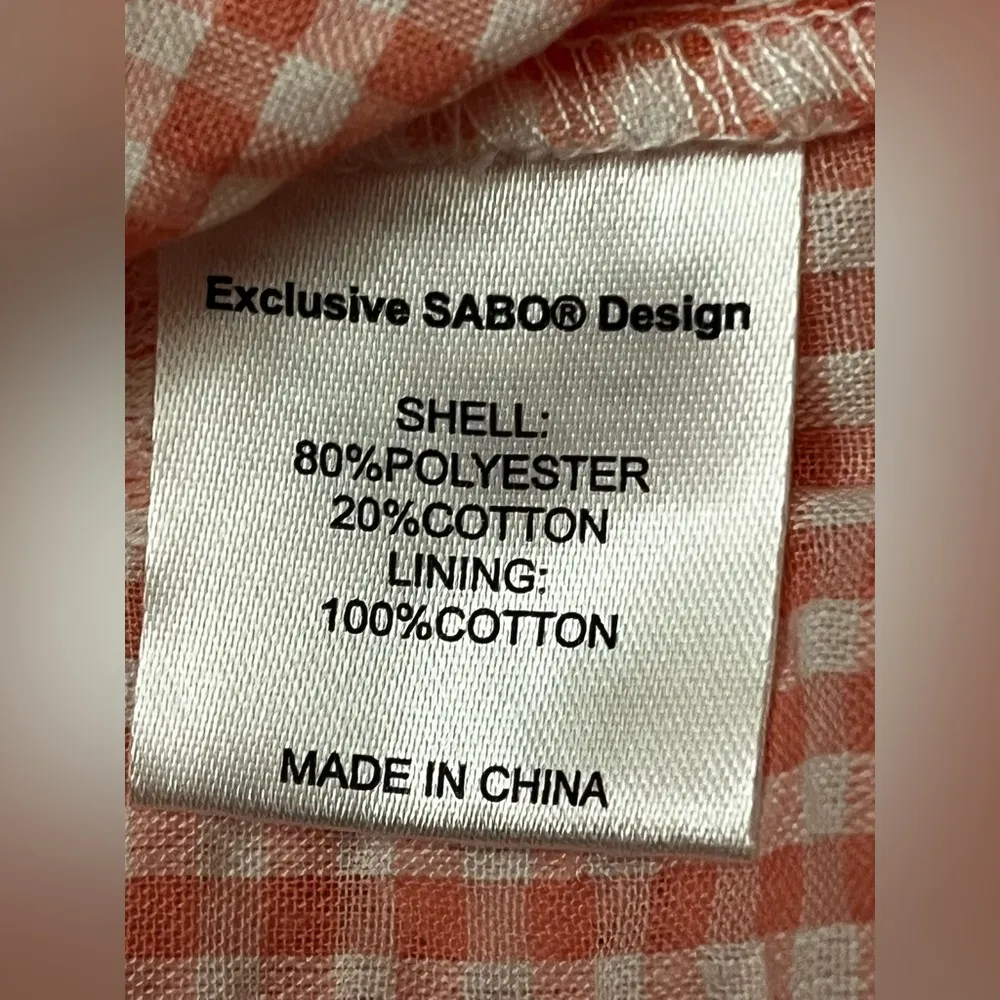 Exclusive SABO® Design
SHELL:
80%POLYESTER
20%COTTON
LINING:
100%COTTON
MADE IN CHINA